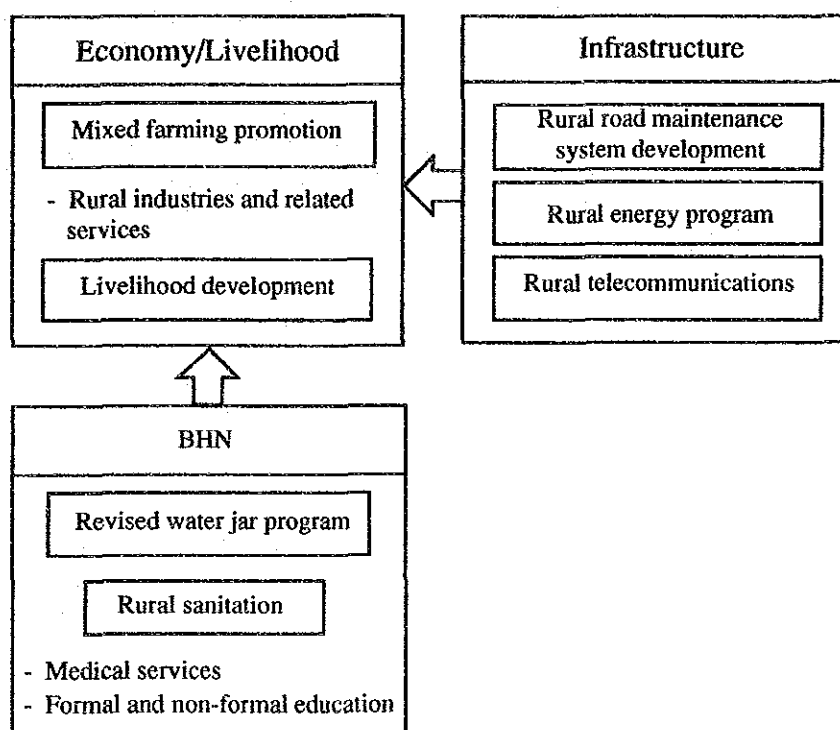 Economy/Livelihood
Mixed farming promotion
- Rural industries and related
services
Livelihood development
Infrastructure
Rural road maintenance
system development
Rural energy program
Rural telecommunications
BHN
Revised water jar program
Rural sanitation
- Medical services
- Formal and non-formal education